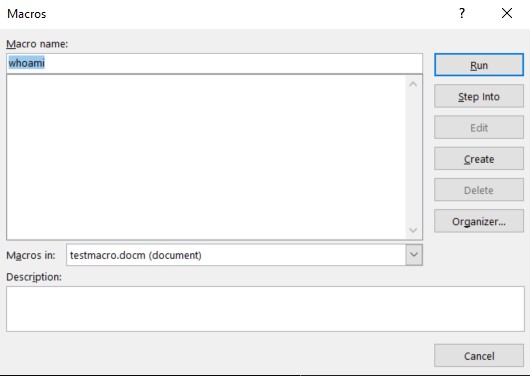 Macros
?
Macro name:
whoami
Run
Step Into
Edit
Create
Delete
Organizer...
Macros in: testmacro.docm (document)
Description:
Cancel